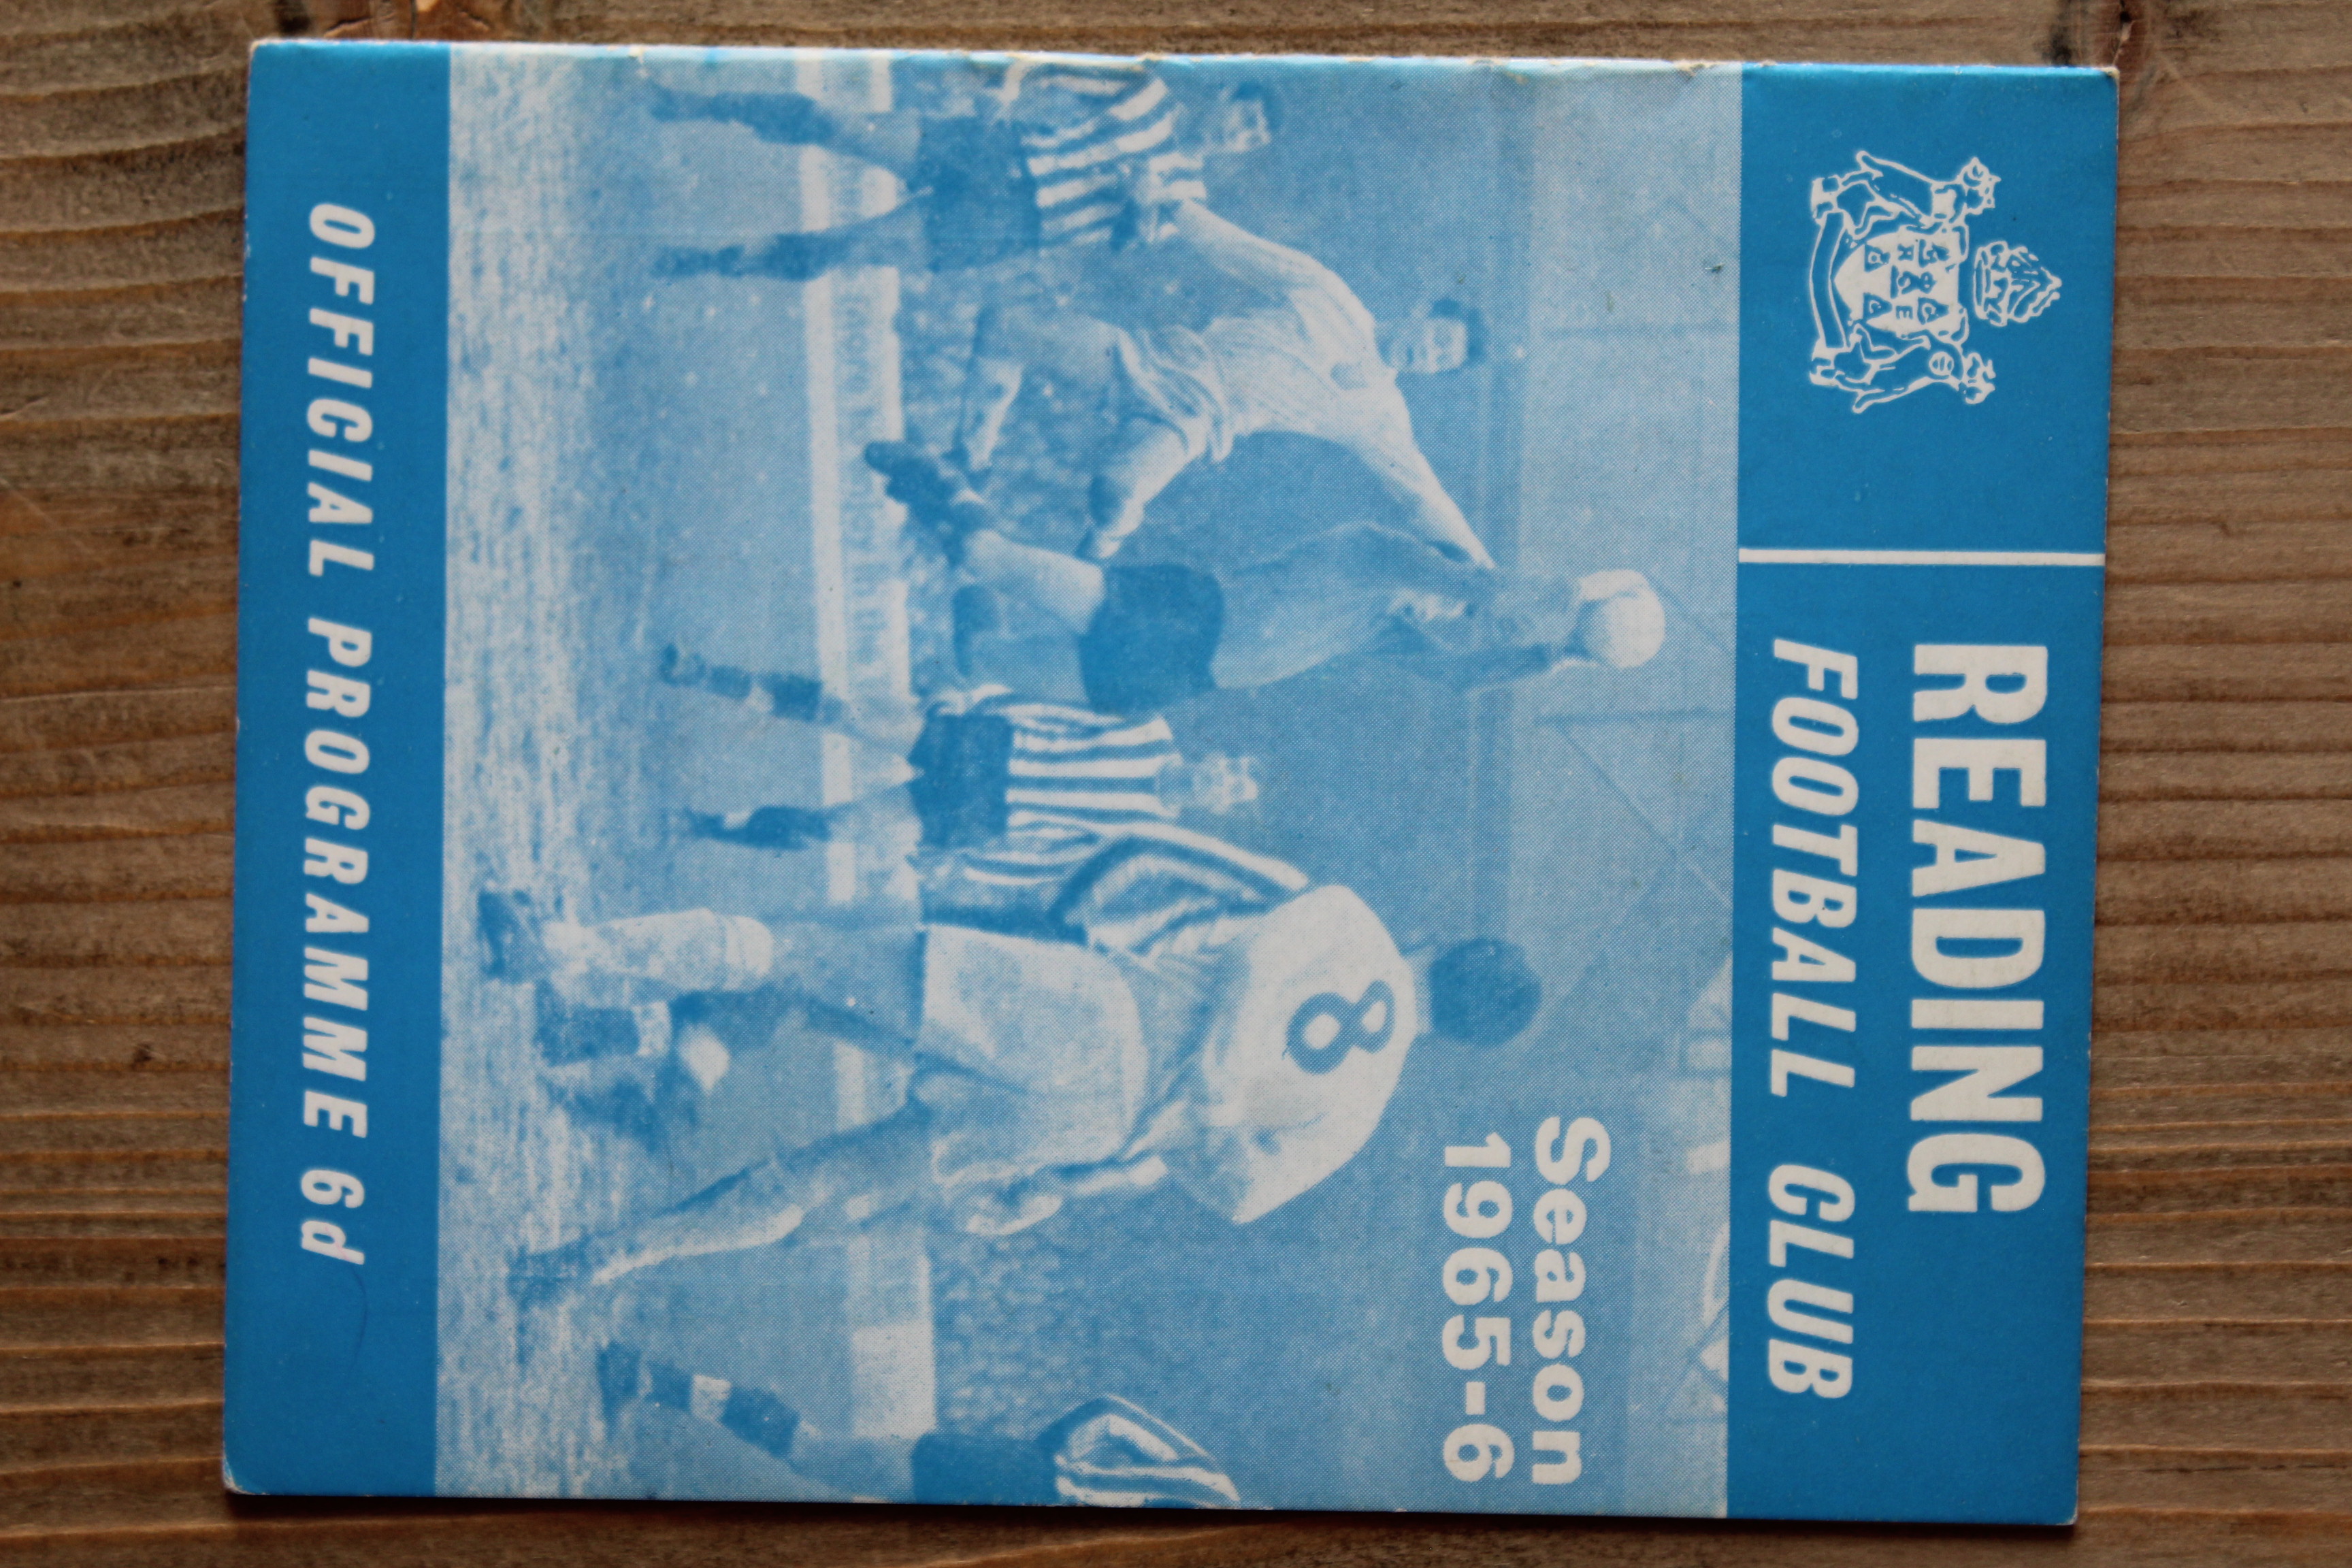 READING
FOOTBALL CLUB
Season
1965-6
8
OFFICIAL PROGRAMME 6d